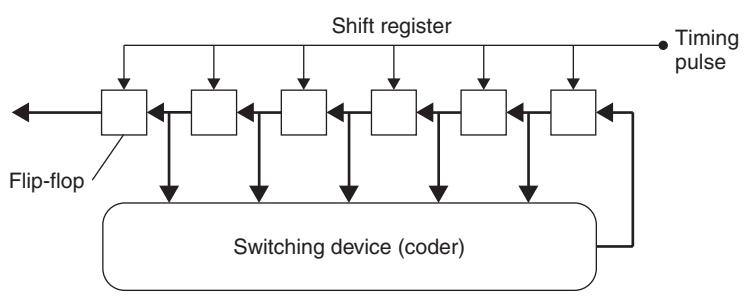 Shift register
Timing
pulse
Flip-flop
Switching device (coder)